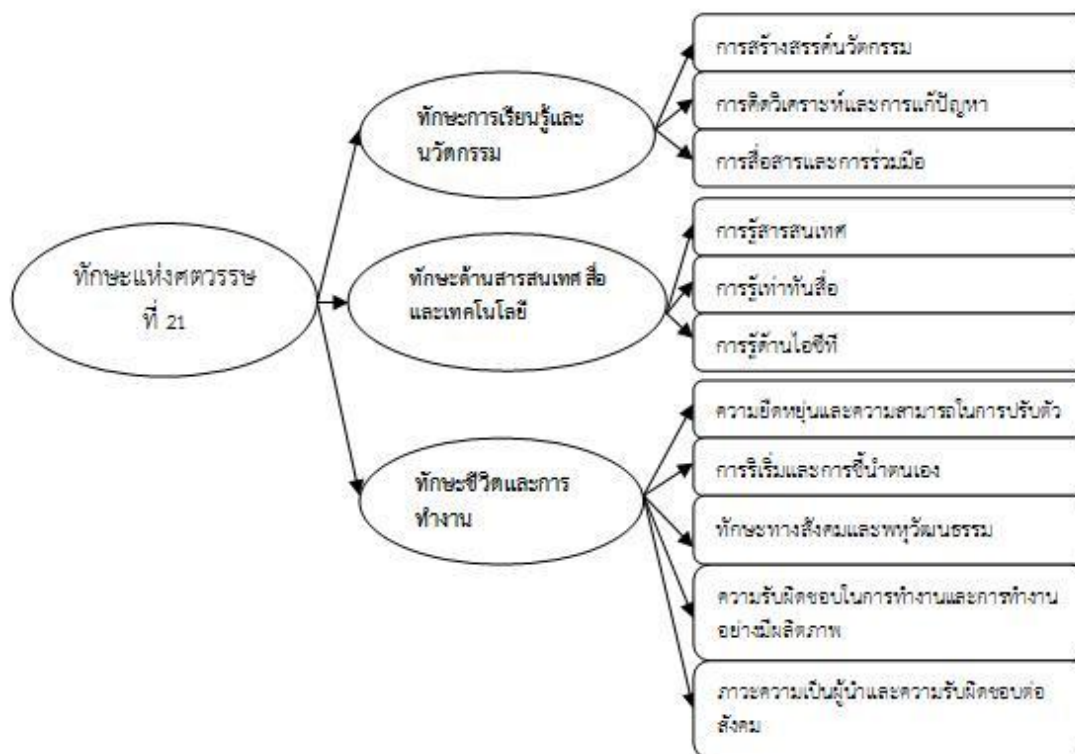 ทักษะแห่งศตวรรษ
ที่ 21
ทักษะการเรียนรู้และ
นวัตกรรม
การสร้างสรรค์นวัตกรรม
การคิดวิเคราะห์และการแก้ปัญหา
การสื่อสารและการร่วมมือ
ทักษะด้านสารสนเทศ สื่อ
และเทคโนโลยี
การรู้สารสนเทศ
การรู้เท่าทันสื่อ
การรู้ด้านไอซีที
ทักษะชีวิตและการ
ทำงาน
ความยืดหยุ่นและความสามารถในการปรับตัว
การริเริ่มและการชี้นำตนเอง
ทักษะทางสังคมและพหุวัฒนธรรม
ความรับผิดชอบในการทำงานและการทำงาน
อย่างมีผลิตภาพ
ภาวะความเป็นผู้นำและความรับผิดชอบต่อ
สังคม